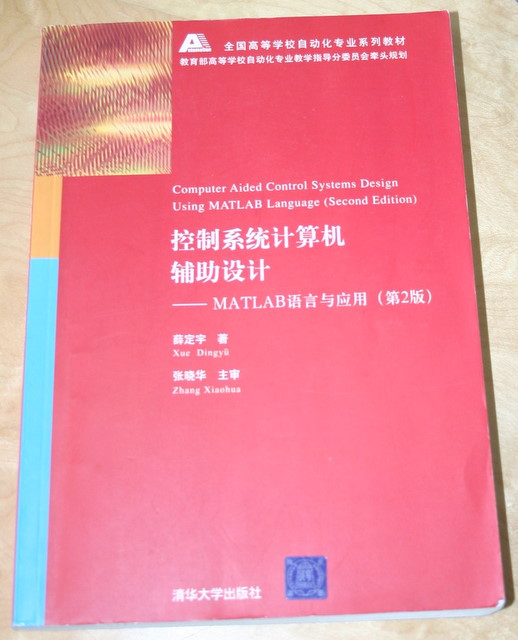 全国高等学校自动化专业系列教材
教育部高等学校自动化专业教学指导分委员会牵头规划
Computer Aided Control Systems Design
Using MATLAB Language (Second Edition)
控制系统计算机
辅助设计
——MATLAB语言与应用（第2版）
薛定宇 著
Xue Dingyü
张晓华 主审
Zhang Xiaohua
清华大学出版社